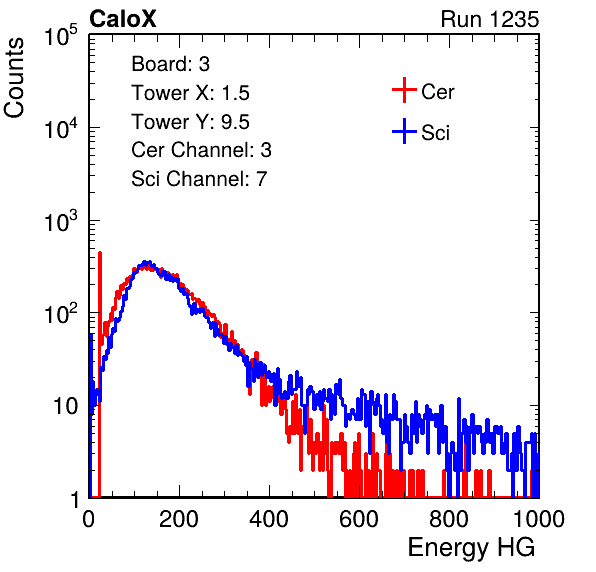 CaloX Run 1235
Counts
Board: 3
Tower X: 1.5
Tower Y: 9.5
Cer Channel: 3
Sci Channel: 7
Cer
Sci
10^5
10^4
10^3
10^2
10
1
0 200 400 600 800 1000
Energy HG